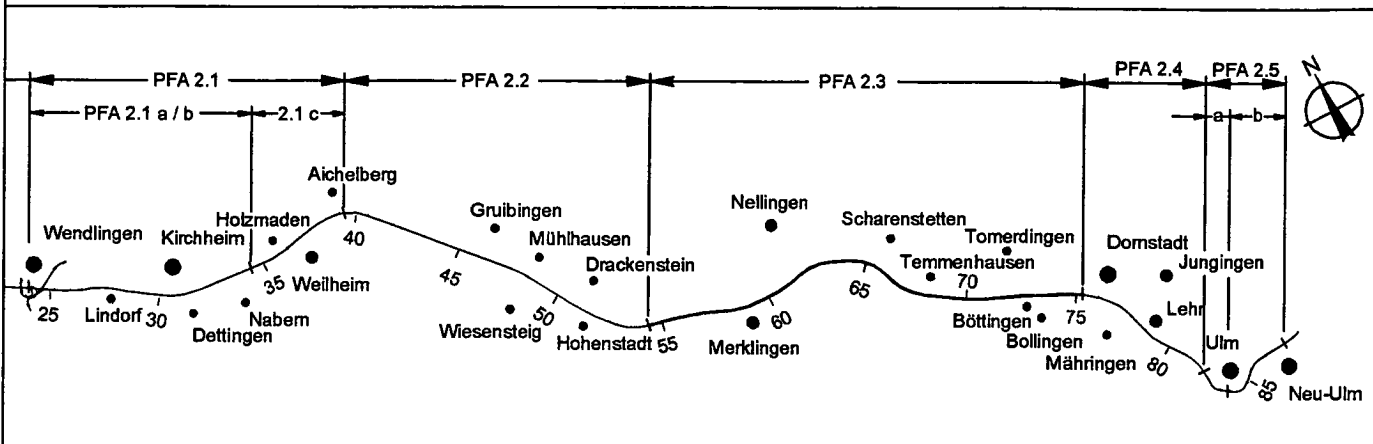 PFA 2.1
PFA 2.2
PFA 2.3
PFA 2.4
PFA 2.5
N
PFA 2.1 a / b
2.1 c
a
b
Aichelberg
Holzmaden
Kirchheim
Wendlingen
Weilheim
Lindorf
Dettingen
Nabern
25
30
35
40
Gruibingen
Mühlhausen
Drackenstein
Wiesensteig
Hohenstadt
45
50
55
Nellingen
Merklingen
60
65
Scharenstetten
Tomerdingen
Temmenhausen
70
Böttingen
Bollingen
Mähringen
75
Dornstadt
Jungingen
Lehr
80
Ulm
85
Neu-Ulm